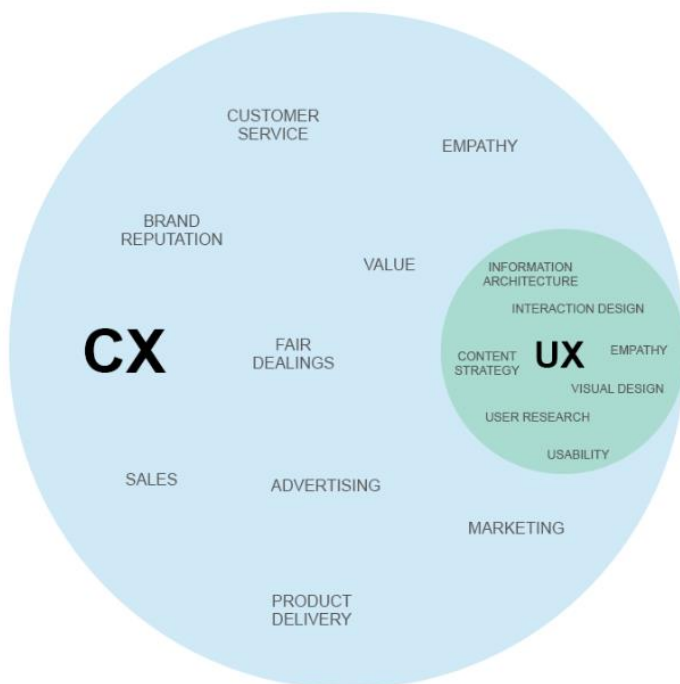 CUSTOMER
SERVICE
EMPATHY
BRAND
REPUTATION
VALUE
INFORMATION
ARCHITECTURE
INTERACTION DESIGN
CX
FAIR
DEALINGS
CONTENT
STRATEGY
UX
EMPATHY
VISUAL DESIGN
USER RESEARCH
USABILITY
SALES
ADVERTISING
MARKETING
PRODUCT
DELIVERY